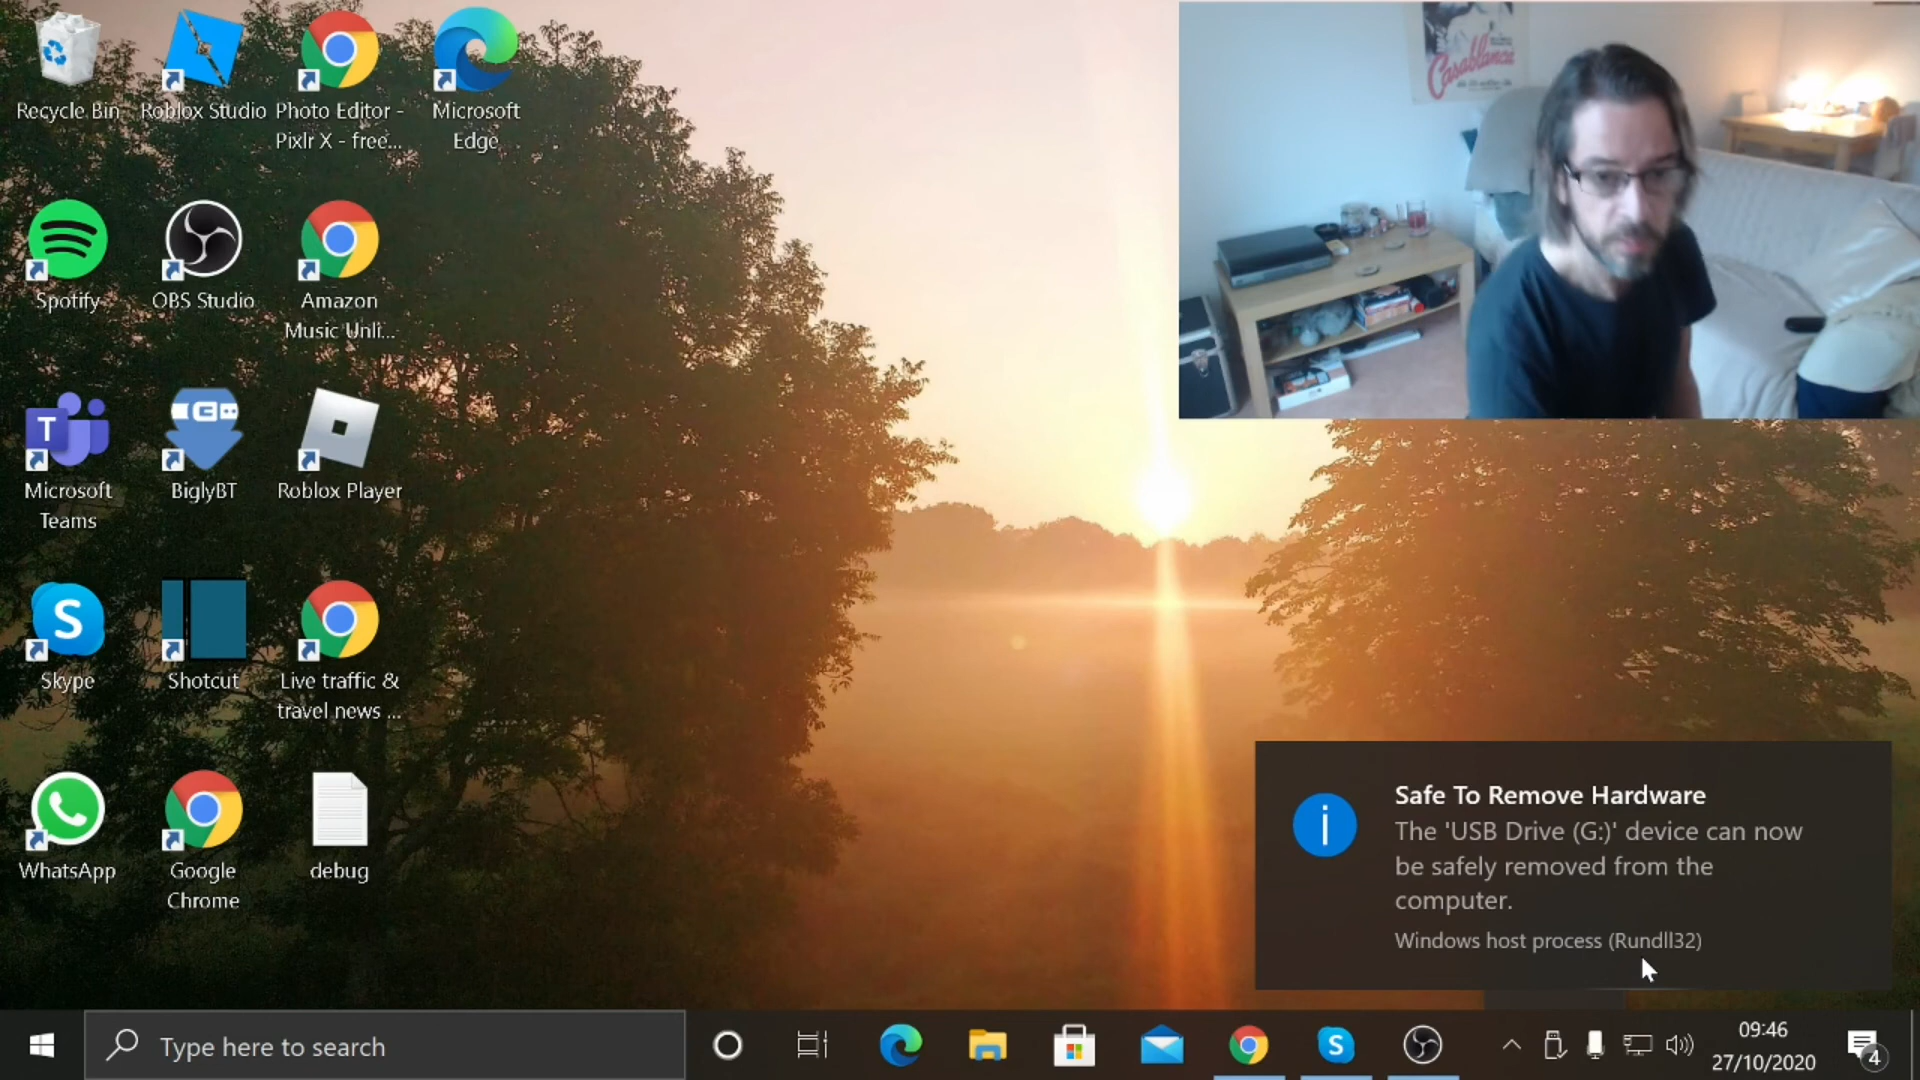 Recycle Bin
Roblox Studio
Photo Editor -
Pixlr X - free...
Microsoft
Edge
Casablanca
Spotify
OBS Studio
Amazon
Music Unli...
T
Microsoft
Teams
BiglyBT
Roblox Player
S
Skype
Shotcut
Live traffic &
travel news ...
WhatsApp
Google
Chrome
debug
Safe To Remove Hardware
The 'USB Drive (G:)' device can now
be safely removed from the
computer.
Windows host process (Rundll32)
Type here to search
S
09:46
27/10/2020
4